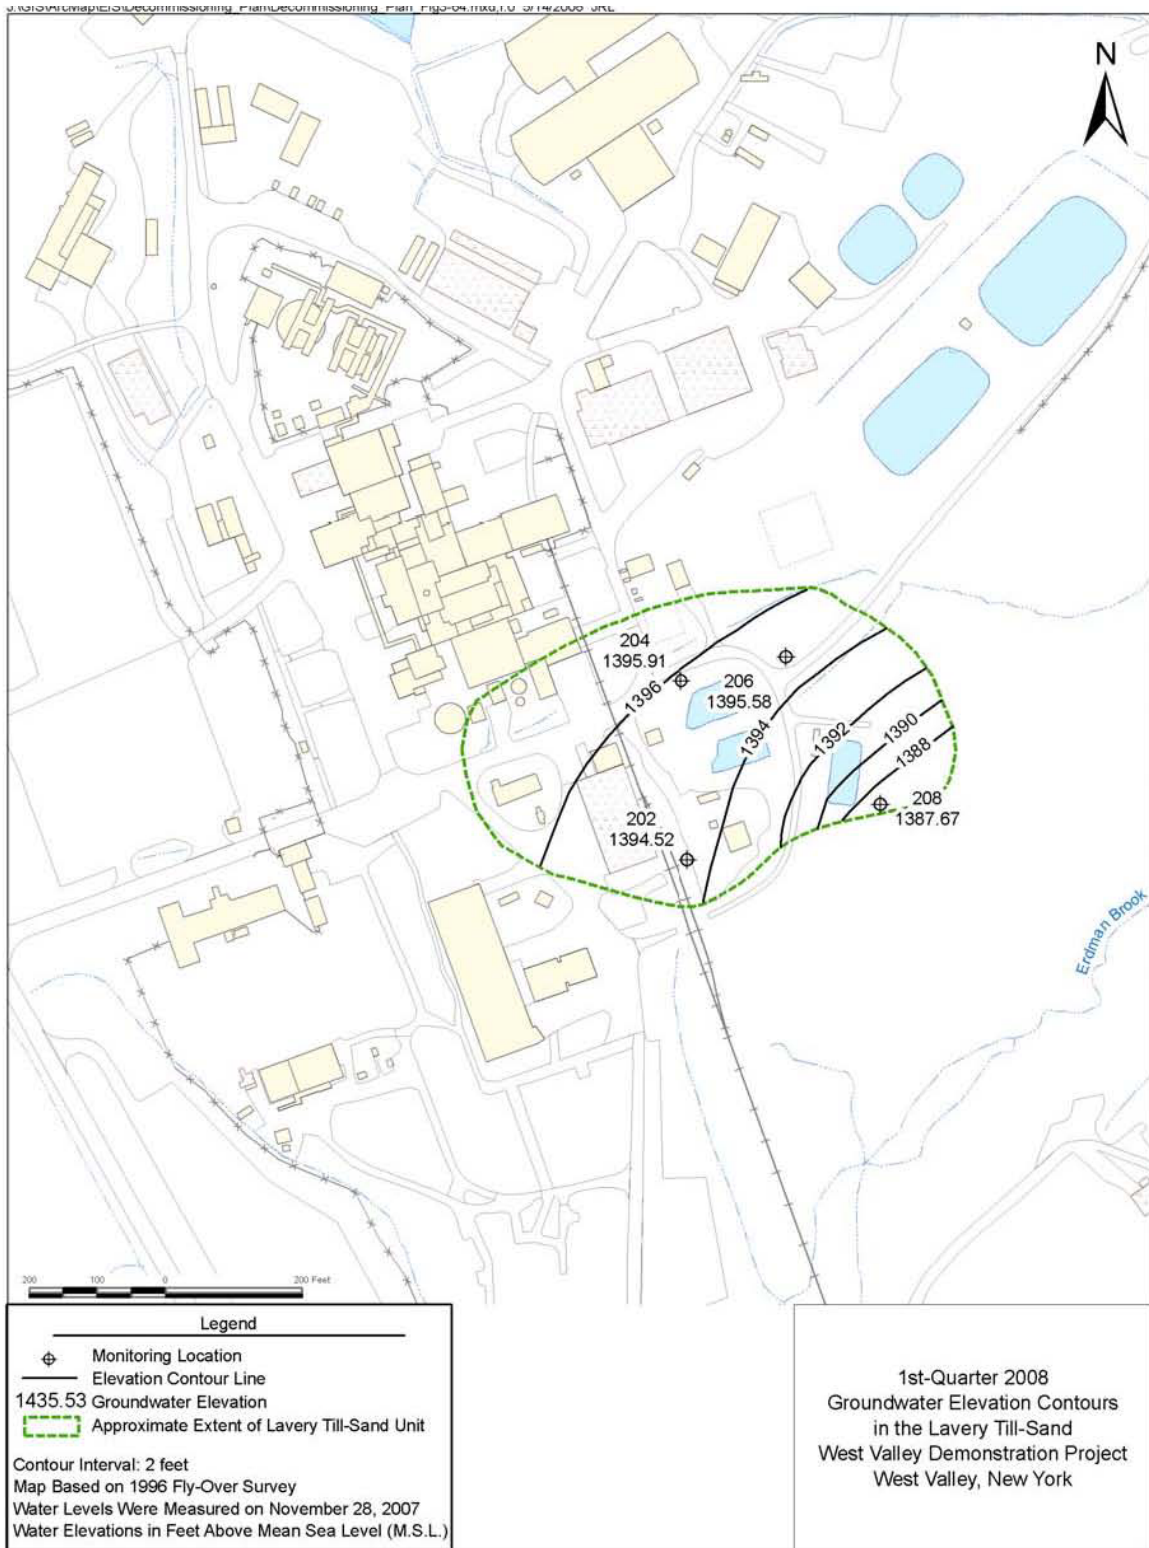 N
204
1395.91
1396
206
1395.58
1394
1392
1390
1388
202
1394.52
208
1387.67
Erdman Brook
200 100 0 200 Feet
Legend
Monitoring Location
Elevation Contour Line
1435.53 Groundwater Elevation
Approximate Extent of Lavery Till-Sand Unit
Contour Interval: 2 feet
Map Based on 1996 Fly-Over Survey
Water Levels Were Measured on November 28, 2007
Water Elevations in Feet Above Mean Sea Level (M.S.L.)
1st-Quarter 2008
Groundwater Elevation Contours
in the Lavery Till-Sand
West Valley Demonstration Project
West Valley, New York